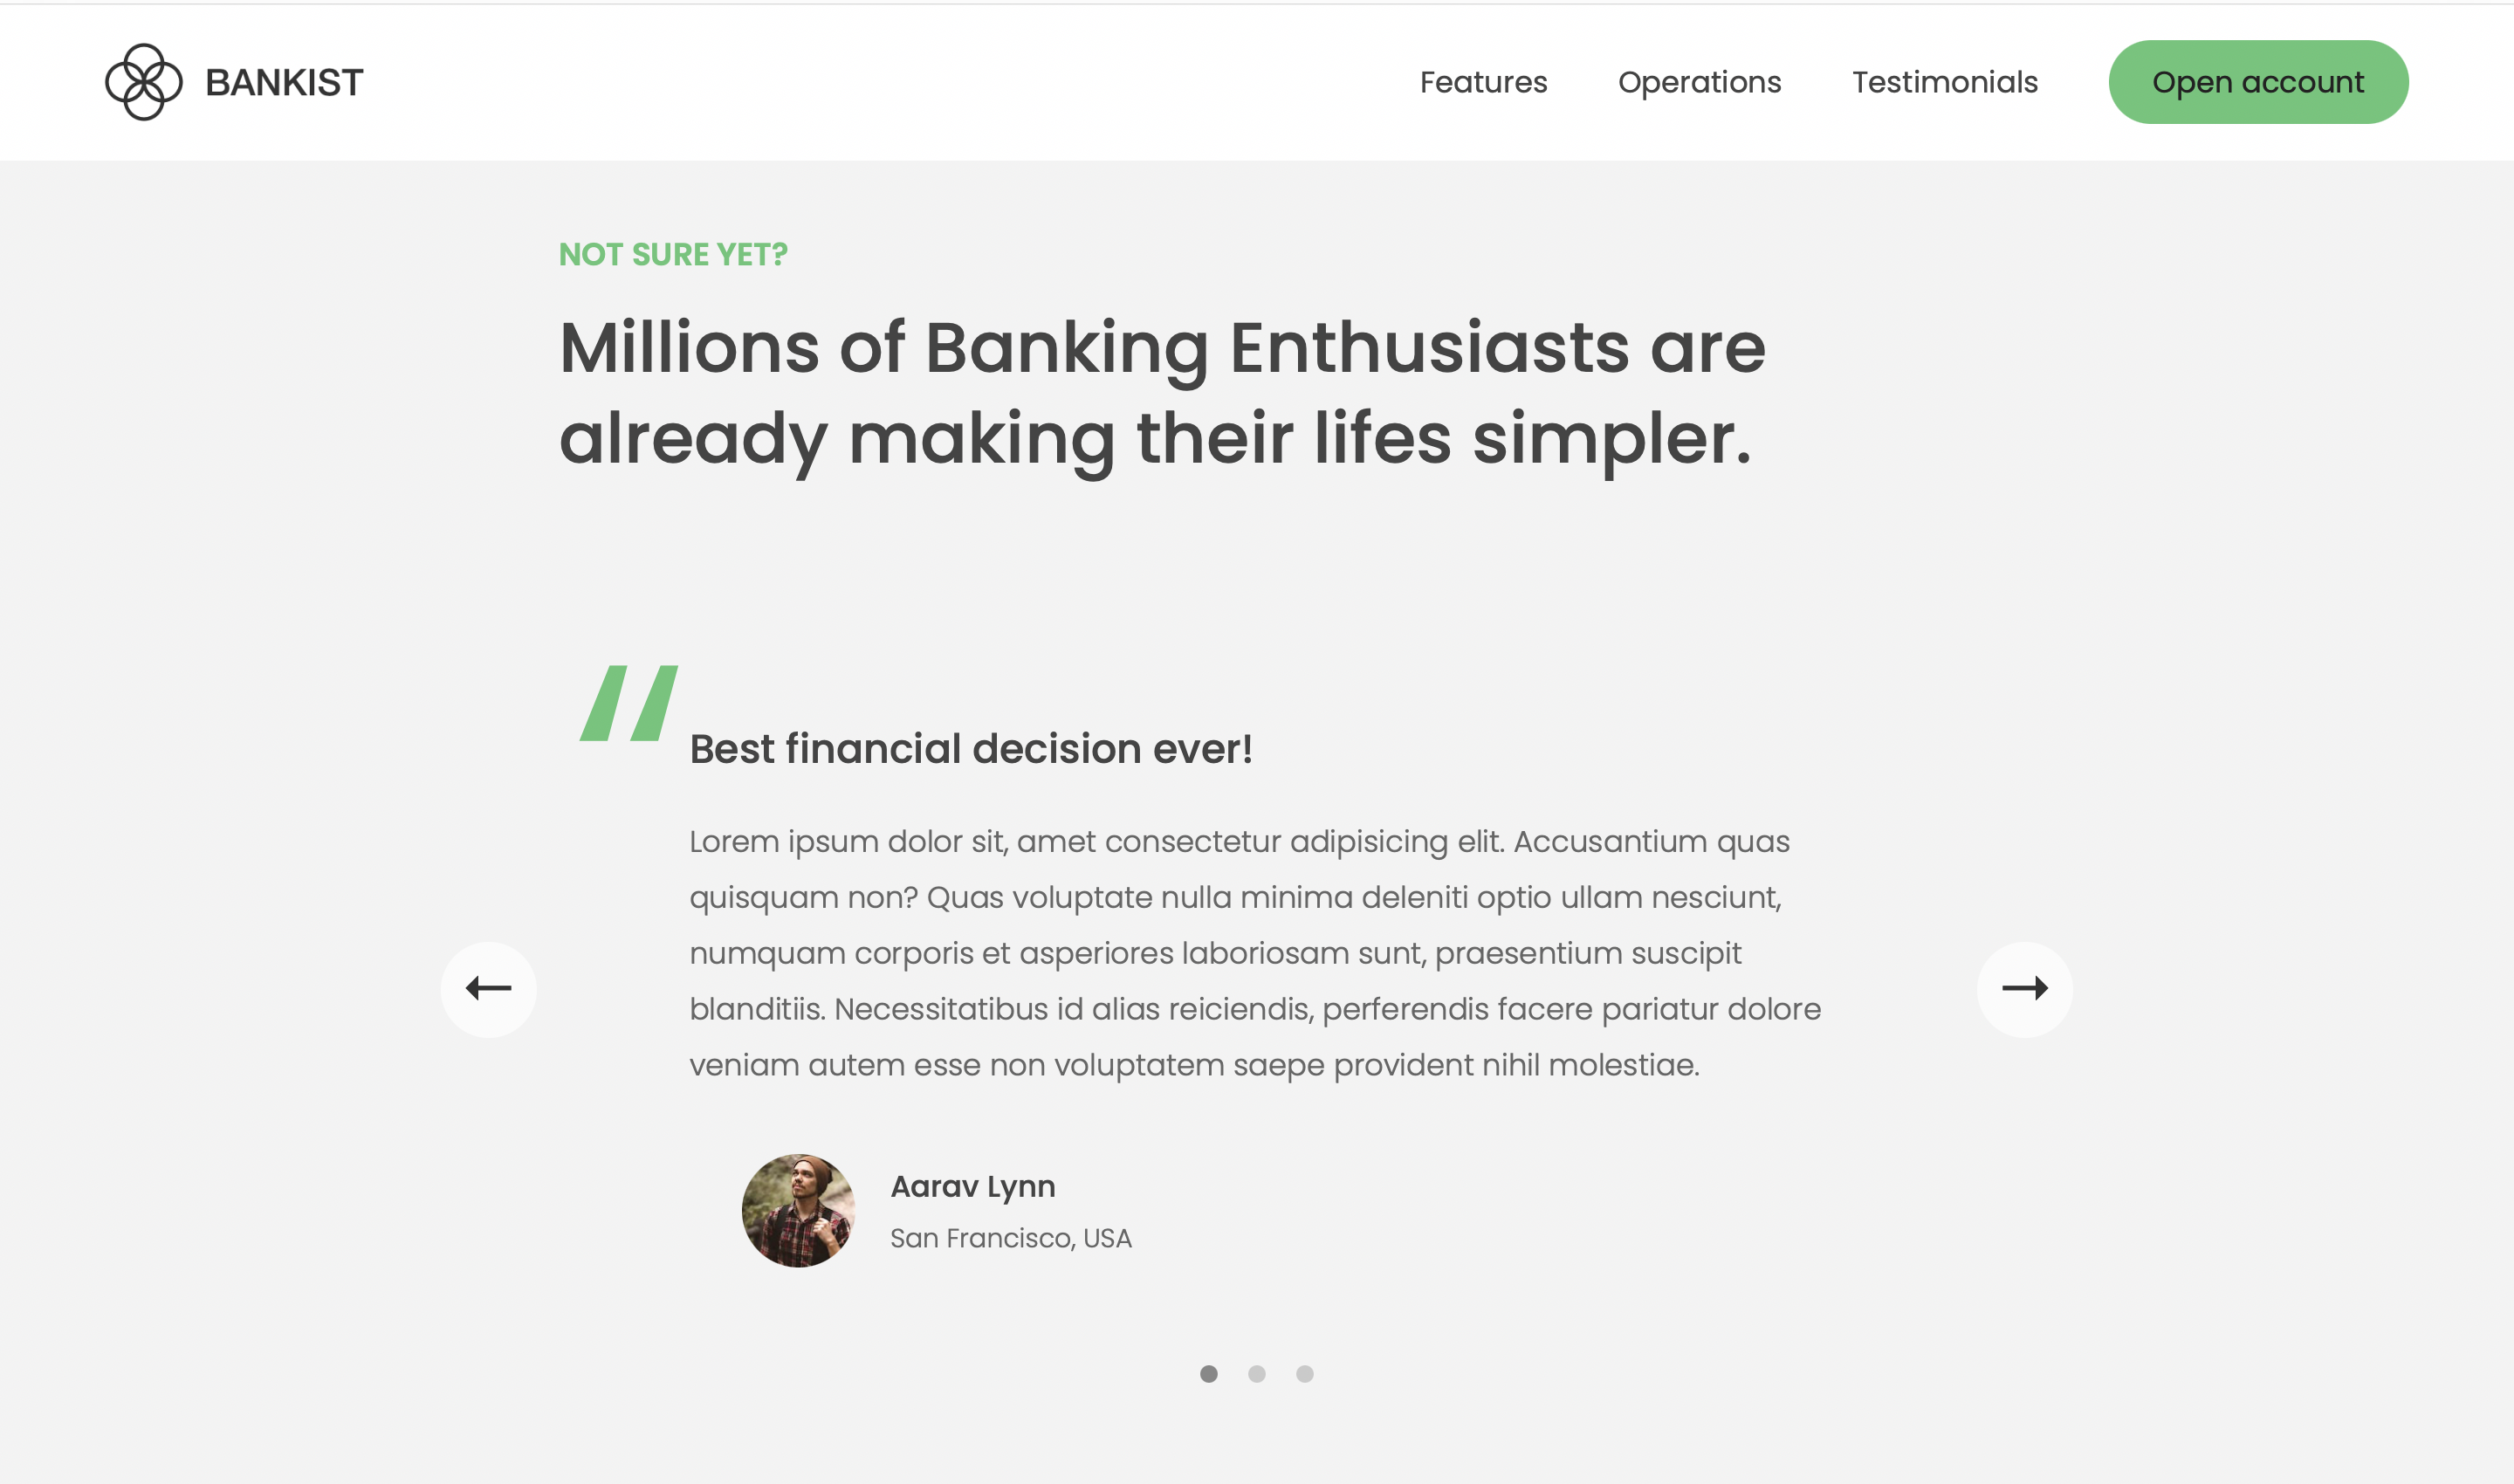 BANKIST
Features
Operations
Testimonials
Open account
NOT SURE YET?
Millions of Banking Enthusiasts are
already making their lifes simpler.
Best financial decision ever!
Lorem ipsum dolor sit, amet consectetur adipisicing elit. Accusantium quas
quisquam non? Quas voluptate nulla minima deleniti optio ullam nesciunt,
numquam corporis et asperiores laboriosam sunt, praesentium suscipit
blanditiis. Necessitatibus id alias reiciendis, perferendis facere pariatur dolore
veniam autem esse non voluptatem saepe provident nihil molestiae.
Aarav Lynn
San Francisco, USA